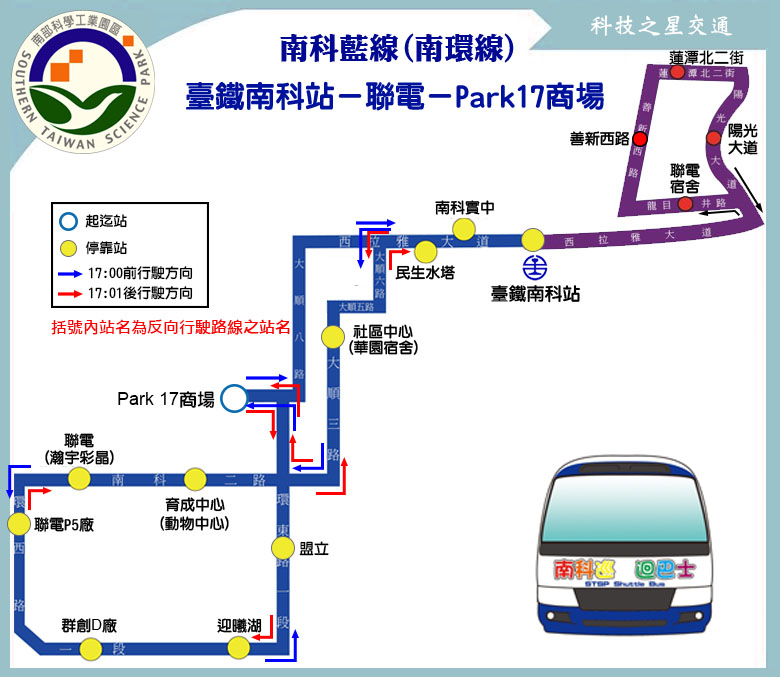 科技之星交通
南部科學工業園區
SOUTHERN TAIWAN SCIENCE PARK
南科藍線(南環線)
臺鐵南科站－聯電－Park17商場
蓮潭北二街
蓮潭北二街
陽光大道
善新西路
善新西路
陽光
大道
聯電
宿舍
龍目井路
起迄站
停靠站
17:00前行駛方向
17:01後行駛方向
括號內站名為反向行駛路線之站名
南科實中
西拉雅大道
西拉雅大道
民生水塔
臺鐵南科站
大順六路
大順五路
大順八路
社區中心
(華園宿舍)
大順三路
Park 17商場
聯電
(瀚宇彩晶)
南科二路
育成中心
(動物中心)
聯電P5廠
環西路一段
環東路一段
盟立
群創D廠
迎曦湖
南科巡迴巴士
STSP Shuttle Bus